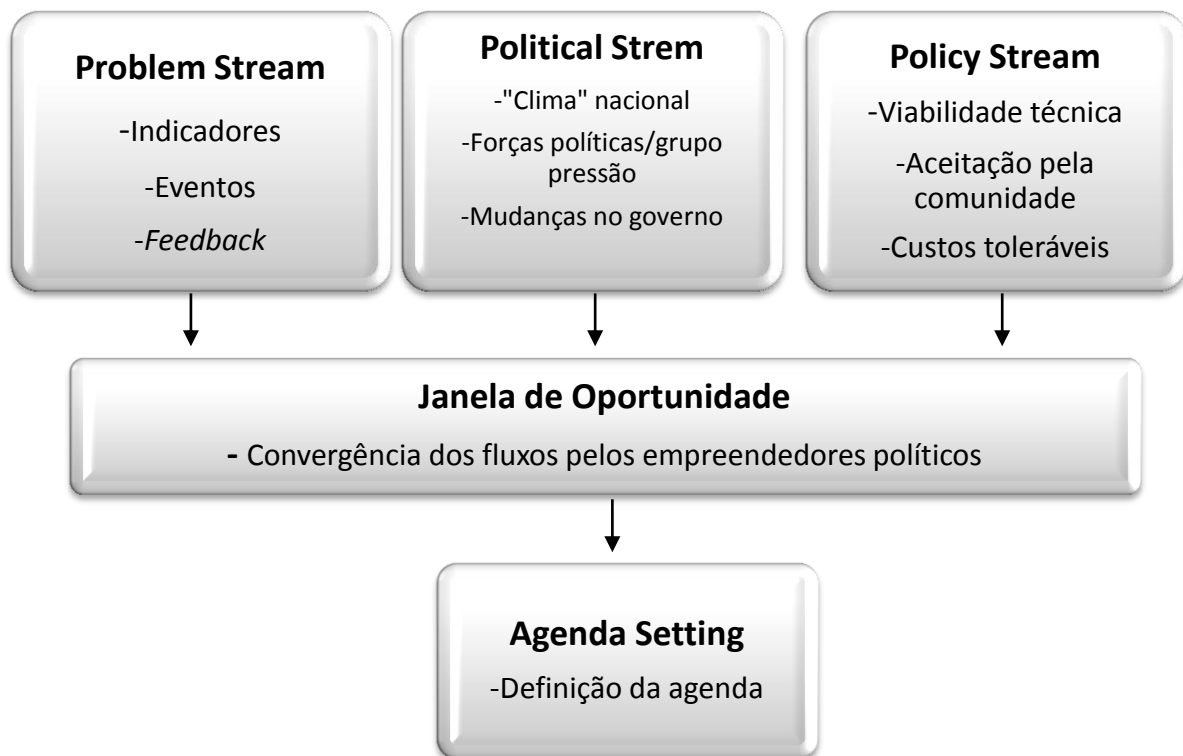 Problem Stream
-Indicadores
-Eventos
-Feedback
Political Strem
-"Clima" nacional
-Forças políticas/grupo
pressão
-Mudanças no governo
Policy Stream
-Viabilidade técnica
-Aceitação pela
comunidade
-Custos toleráveis
Janela de Oportunidade
- Convergência dos fluxos pelos empreendedores políticos
Agenda Setting
-Definição da agenda